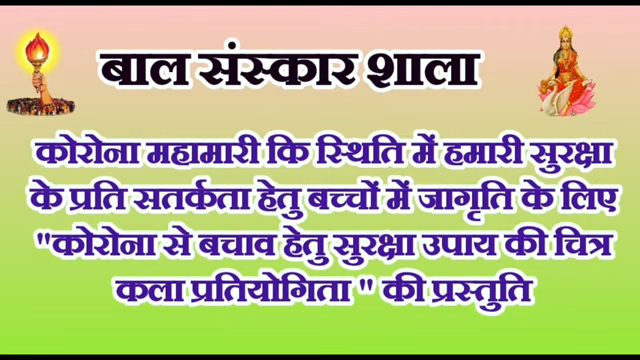 बाल संस्कार शाला
कोरोना महामारी कि स्थिति में हमारी सुरक्षा
के प्रति सतर्कता हेतु बच्चों में जागृति के लिए
"कोरोना से बचाव हेतु सुरक्षा उपाय की चित्र
कला प्रतियोगिता " की प्रस्तुति